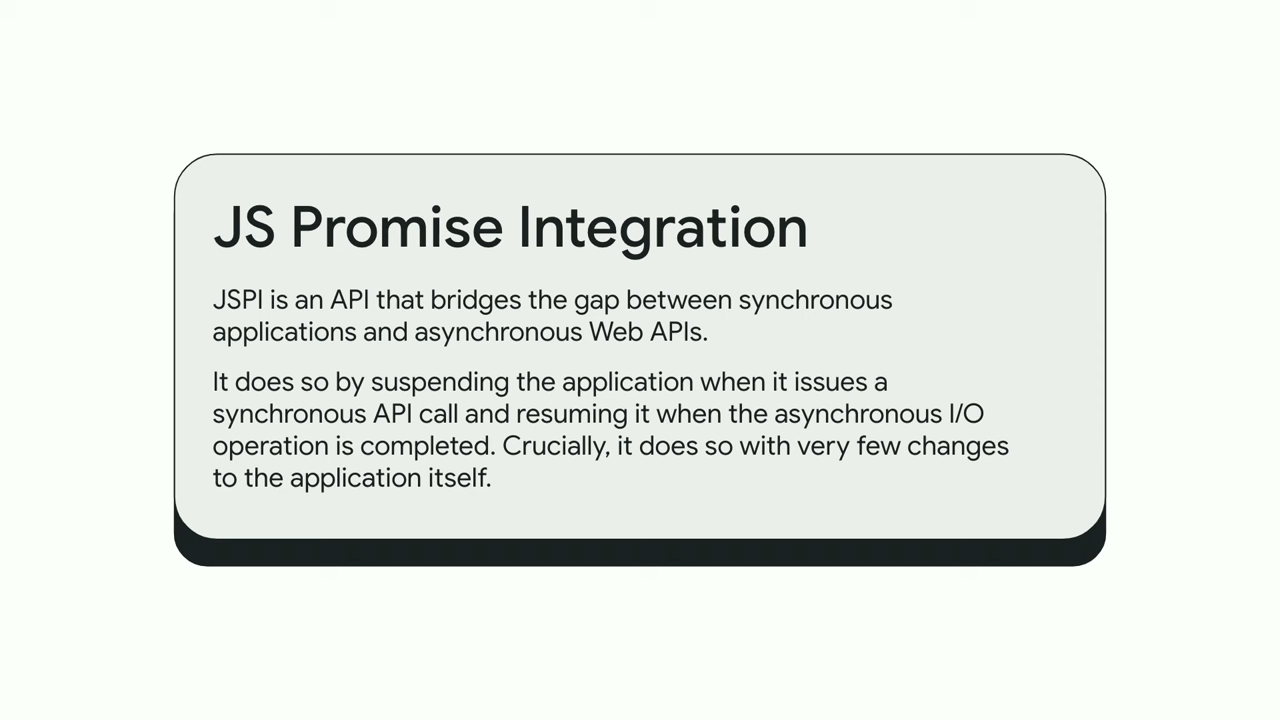 JS Promise Integration
JSPI is an API that bridges the gap between synchronous
applications and asynchronous Web APIs.
It does so by suspending the application when it issues a
synchronous API call and resuming it when the asynchronous I/O
operation is completed. Crucially, it does so with very few changes
to the application itself.